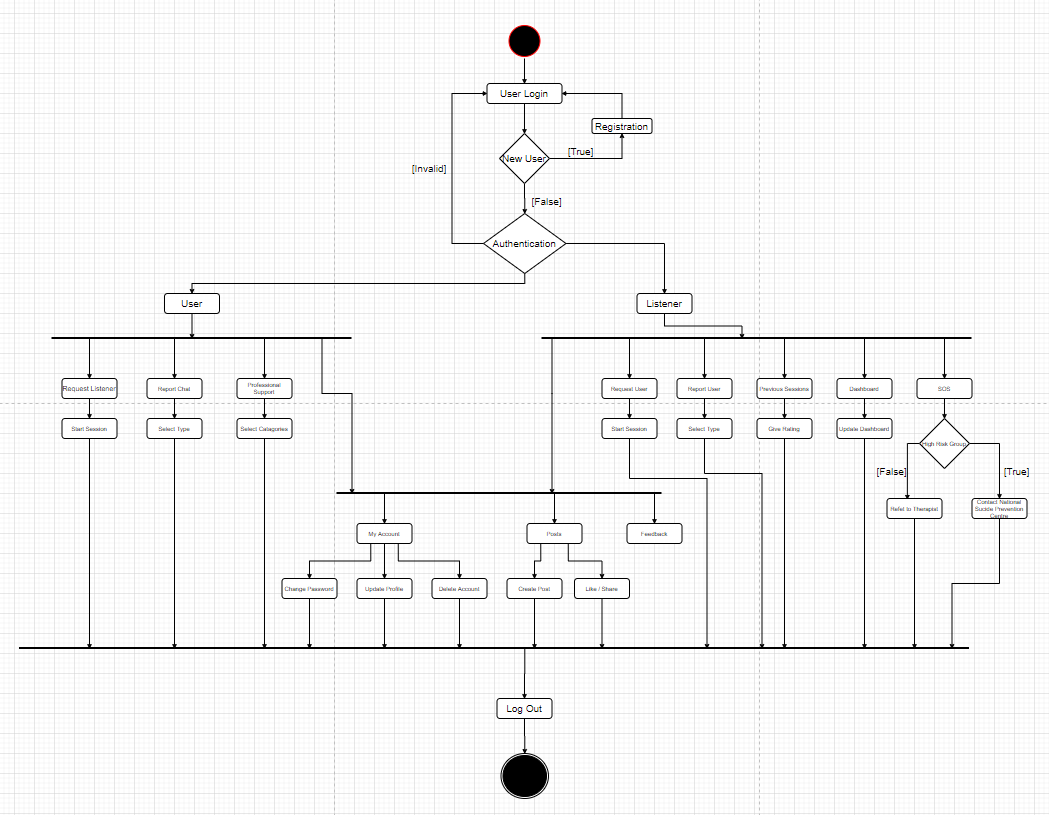 User Login
Registration
New User
[True]
[Invalid]
[False]
Authentication
User
Listener
Request Listener
Report Chat
Professional
Support
Request User
Report User
Previous Sessions
Dashboard
SOS
Start Session
Select Type
Select Catagories
Start Session
Select Type
Give Rating
Update Dashboard
High Risk Group
[False]
[True]
Refer to Therapist
Contact National
Sucide Prevention
Centre
My Account
Posts
Feedback
Change Password
Update Profile
Delete Account
Create Post
Like / Share
Log Out